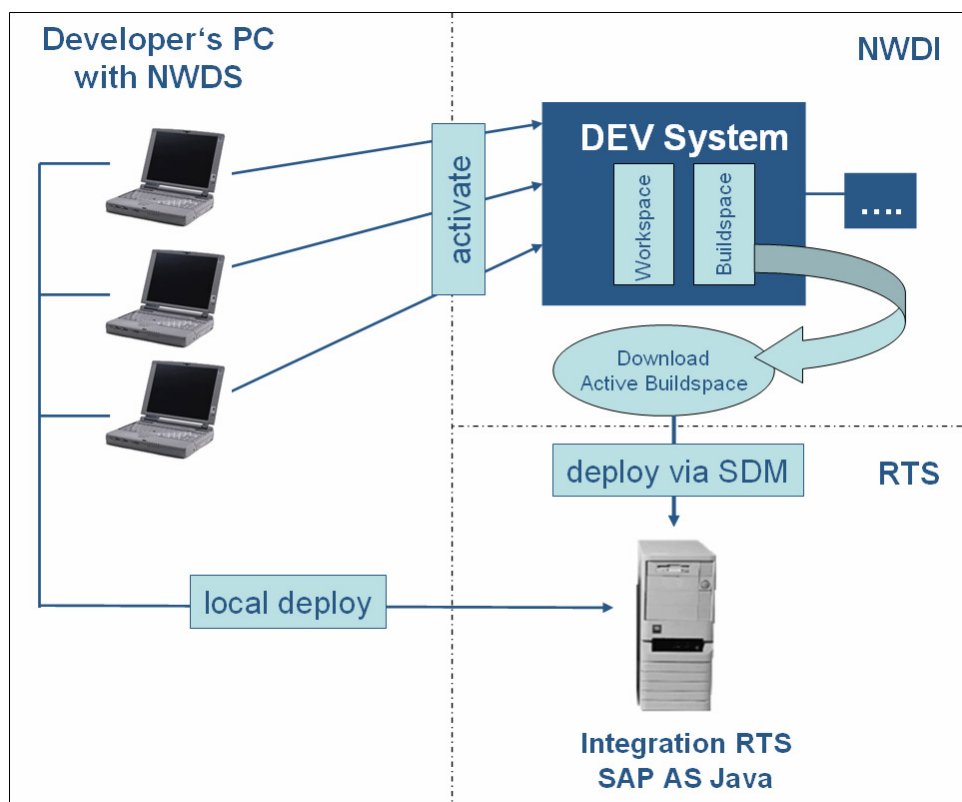 Developer‘s PC
with NWDS
NWDI
activate
DEV System
Workspace
Buildspace
....
Download
Active Buildspace
deploy via SDM
RTS
local deploy
Integration RTS
SAP AS Java